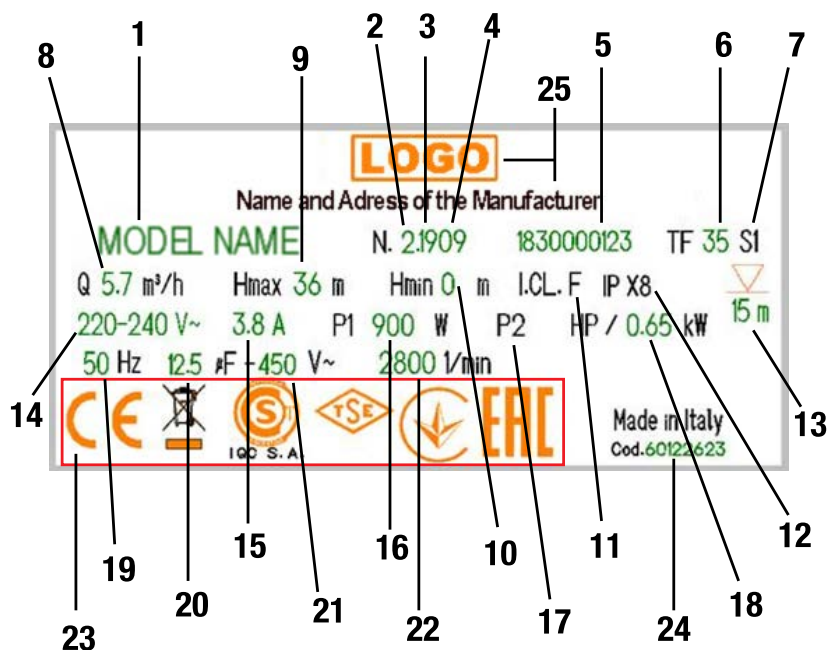 1 2 3 4 5 6 7
8 9 25
LOGO
Name and Adress of the Manufacturer
MODEL NAME N. 2.1909 1830000123 TF 35 S1
Q 5.7 m³/h Hmax 36 m Hmin 0 m I.CL. F IP X8
220-240 V~ 3.8 A P1 900 W P2 HP / 0.65 kW 15 m
50 Hz 12.5 µF - 450 V~ 2800 1/min
CE S TSE EAC Made in Italy
IQC S.A. Cod.60122623
14 13
19 20 15 21 16 22 10 17 11 18 12
23 24